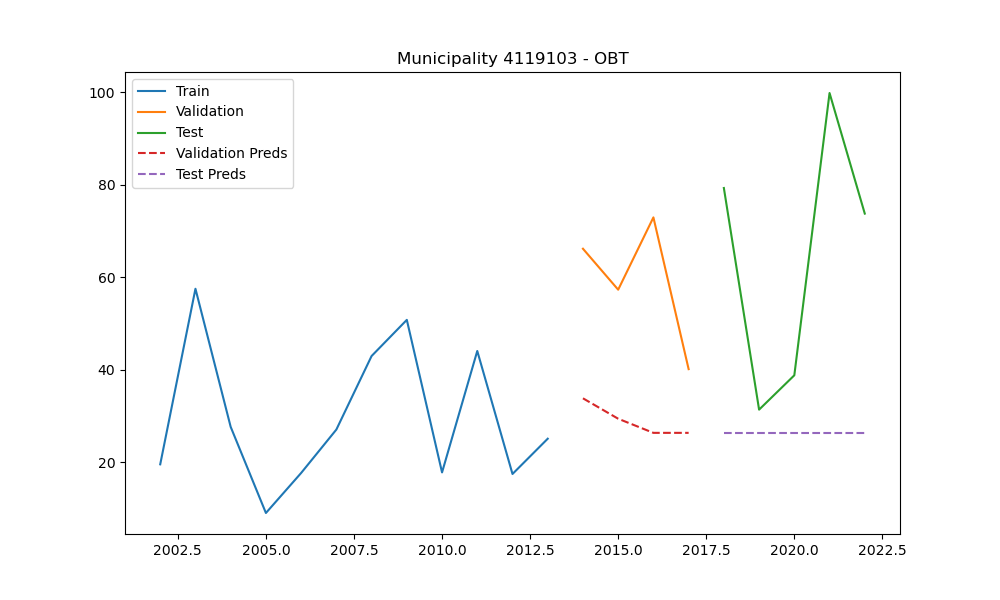 Municipality 4119103 - OBT
Train
Validation
Test
Validation Preds
Test Preds
100
80
60
40
20
2002.5 2005.0 2007.5 2010.0 2012.5 2015.0 2017.5 2020.0 2022.5